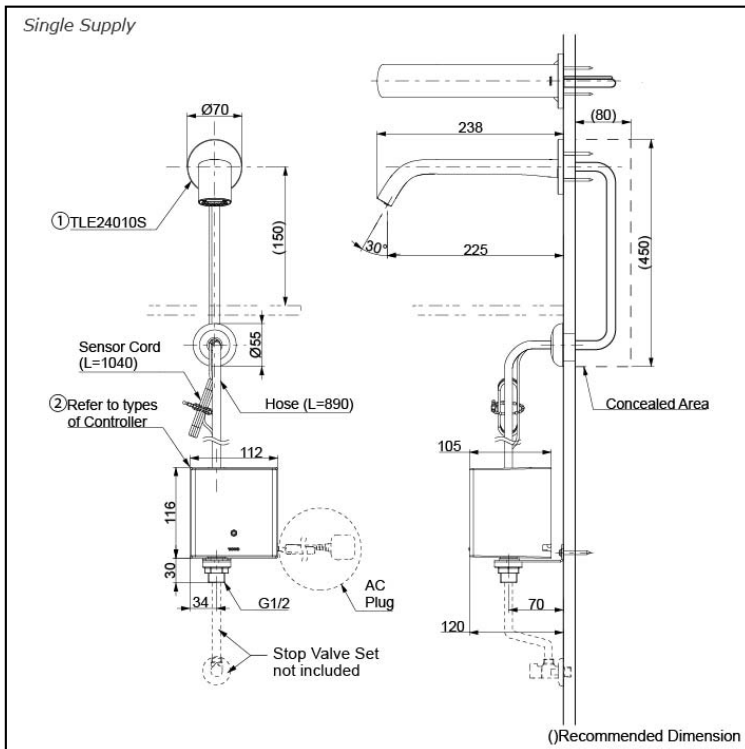 Single Supply
(80)
Ø70
238
①TLE24010S
(150)
30°
225
(450)
Ø55
Sensor Cord
(L=1040)
②Refer to types
of Controller
Hose (L=890)
Concealed Area
112
105
116
30
34
G1/2
AC
Plug
70
120
Stop Valve Set
not included
()Recommended Dimension